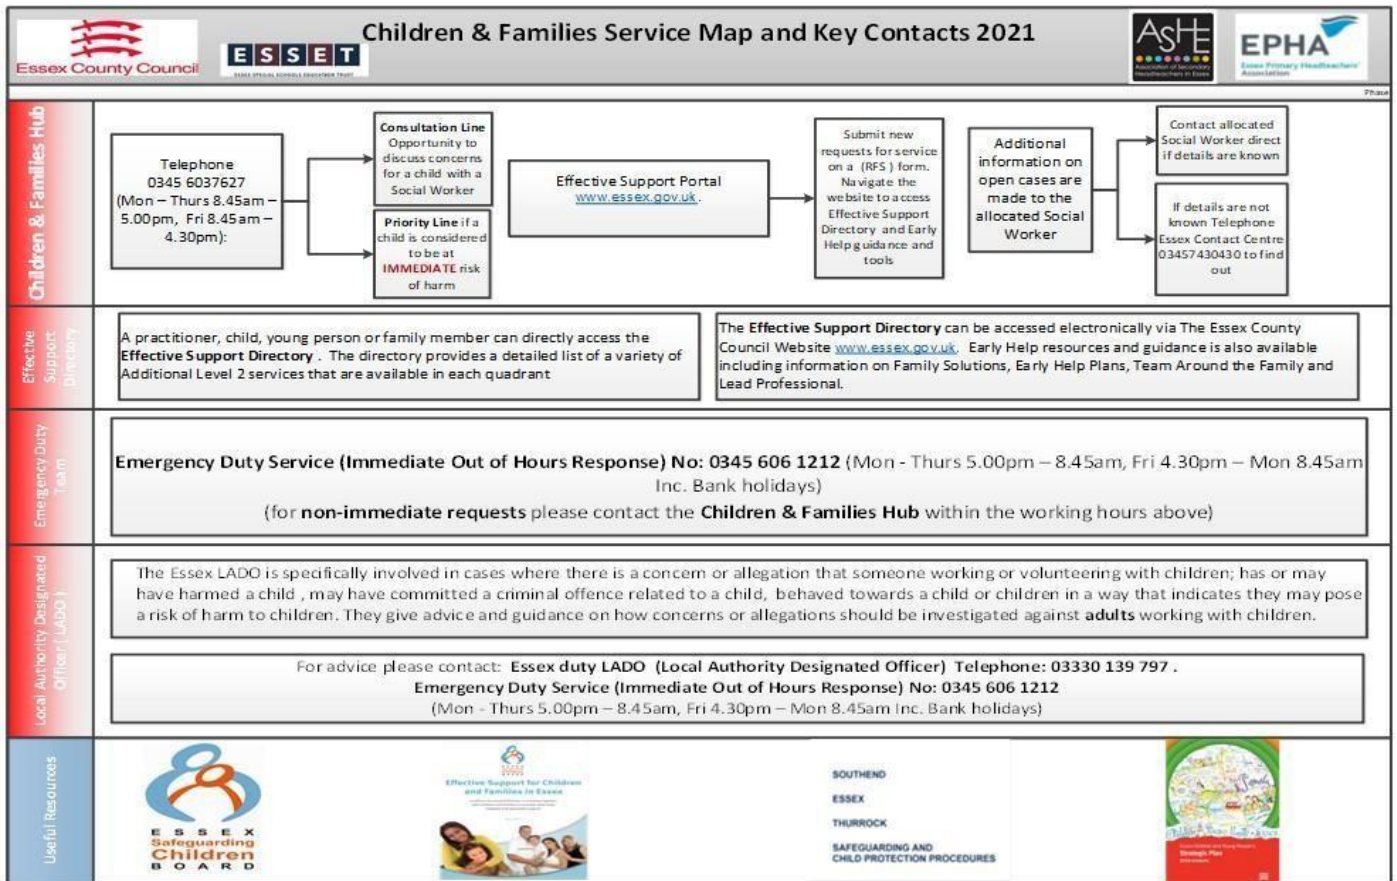 Children & Families Service Map and Key Contacts 2021
Essex County Council
ESSET
ESSEX SPECIAL SCHOOLS EDUCATION TRUST
ASHE
Association of Secondary
Headteachers in Essex
EPHA
Essex Primary Headteachers'
Association
Phase
Children & Families Hub
Telephone
0345 6037627
(Mon – Thurs 8.45am –
5.00pm, Fri 8.45am –
4.30pm):
Consultation Line
Opportunity to
discuss concerns
for a child with a
Social Worker
Priority Line if a
child is considered
to be at
IMMEDIATE risk
of harm
Effective Support Portal
www.essex.gov.uk .
Submit new
requests for service
on a (RFS ) form.
Navigate the
website to access
Effective Support
Directory and Early
Help guidance and
tools
Additional
information on
open cases are
made to the
allocated Social
Worker
Contact allocated
Social Worker direct
if details are known
If details are not
known Telephone
Essex Contact Centre
03457430430 to find
out
Effective
Support
Directory
A practitioner, child, young person or family member can directly access the
Effective Support Directory . The directory provides a detailed list of a variety of
Additional Level 2 services that are available in each quadrant
The Effective Support Directory can be accessed electronically via The Essex County
Council Website www.essex.gov.uk. Early Help resources and guidance is also available
including information on Family Solutions, Early Help Plans, Team Around the Family and
Lead Professional.
Emergency Duty
Team
Emergency Duty Service (Immediate Out of Hours Response) No: 0345 606 1212 (Mon - Thurs 5.00pm – 8.45am, Fri 4.30pm – Mon 8.45am
Inc. Bank holidays)
(for non-immediate requests please contact the Children & Families Hub within the working hours above)
Local Authority Designated
Officer ( LADO )
The Essex LADO is specifically involved in cases where there is a concern or allegation that someone working or volunteering with children; has or may
have harmed a child , may have committed a criminal offence related to a child, behaved towards a child or children in a way that indicates they may pose
a risk of harm to children. They give advice and guidance on how concerns or allegations should be investigated against adults working with children.
For advice please contact: Essex duty LADO (Local Authority Designated Officer) Telephone: 03330 139 797 .
Emergency Duty Service (Immediate Out of Hours Response) No: 0345 606 1212
(Mon - Thurs 5.00pm – 8.45am, Fri 4.30pm – Mon 8.45am Inc. Bank holidays)
Useful Resources
ESSEX
Safeguarding
Children
BOARD
Effective Support for Children
and Families in Essex
SOUTHEND
ESSEX
THURROCK
SAFEGUARDING AND
CHILD PROTECTION PROCEDURES
Strategic Plan